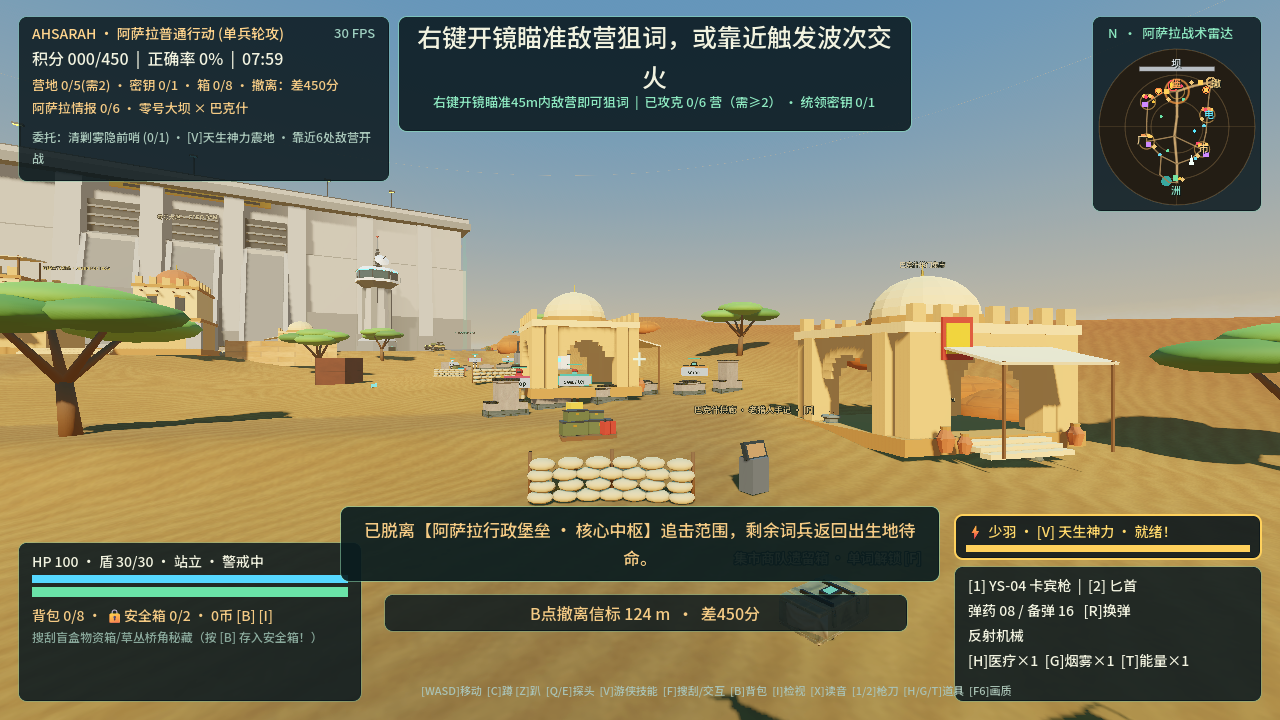 AHSARAH · 阿萨拉普通行动 (单兵轮攻) 30 FPS
积分 000/450 | 正确率 0% | 07:59
营地 0/5(需2) · 密钥 0/1 · 箱 0/8 · 撤离：差450分
阿萨拉情报 0/6 · 零号大坝 × 巴克什
委托：清剿雾隐前哨 (0/1) · [V]天生神力震地 · 靠近6处敌营开
战
右键开镜瞄准敌营狙词，或靠近触发波次交
火
右键开镜瞄准45m内敌营即可狙词 | 已攻克 0/6 营（需≥2） · 统领密钥 0/1
N · 阿萨拉战术雷达
坝
电
市
洲
已脱离【阿萨拉行政堡垒 · 核心中枢】追击范围，剩余词兵返回出生地待
命。
B点撤离信标 124 m · 差450分
HP 100 · 盾 30/30 · 站立 · 警戒中
背包 0/8 · 🔒安全箱 0/2 · 0币 [B] [I]
搜刮盲盒物资箱/草丛桥角秘藏（按 [B] 存入安全箱！）
少羽 · [V] 天生神力 · 就绪!
[1] YS-04 卡宾枪 | [2] 匕首
弹药 08 / 备弹 16 [R]换弹
反射机械
[H]医疗×1 [G]烟雾×1 [T]能量×1
[WASD]移动 [C]蹲 [Z]趴 [Q/E]探头 [V]游侠技能 [F]搜刮/交互 [B]背包 [I]检视 [X]读音 [1/2]枪刀 [H/G/T]道具 [F6]画质